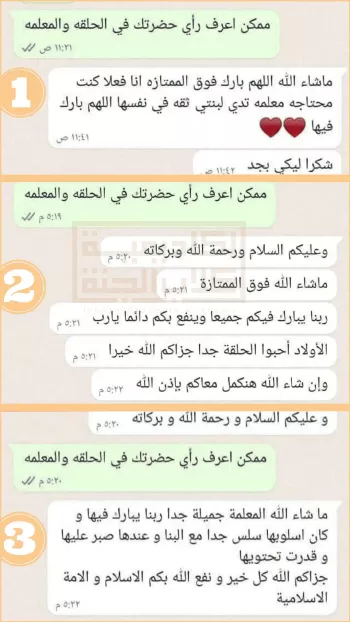 ممكن اعرف رأي حضرتك في الحلقه والمعلمه
١١:٢١ ص
1
ماشاء الله اللهم بارك فوق الممتازه انا فعلا كنت
محتاجه معلمه تدي لبنتي ثقه في نفسها اللهم بارك
فيها ❤️❤️
١١:٤١ ص
شكرا ليكي بجد
١١:٤٢ ص
ممكن اعرف رأي حضرتك في الحلقه والمعلمه
٥:١٩ م
2
وعليكم السلام ورحمة الله وبركاته
٥:٢٠ م
ماشاء الله فوق الممتازة
٥:٢١ م
ربنا يبارك فيكم جميعا وينفع بكم دائما يارب
٥:٢١ م
الأولاد أحبوا الحلقة جدا جزاكم الله خيرا
٥:٢١ م
وإن شاء الله هنكمل معاكم بإذن الله
٥:٢٢ م
و عليكم السلام و رحمة الله و بركاته
٥:٢٠ م
ممكن اعرف رأي حضرتك في الحلقه والمعلمه
٥:٢٠ م
3
ما شاء الله المعلمة جميلة جدا ربنا يبارك فيها و
كان اسلوبها سلس جدا مع البنا و عندها صبر عليها
و قدرت تحتويها
جزاكم الله كل خير و نفع الله بكم الاسلام و الامة
الاسلامية
٥:٢٢ م